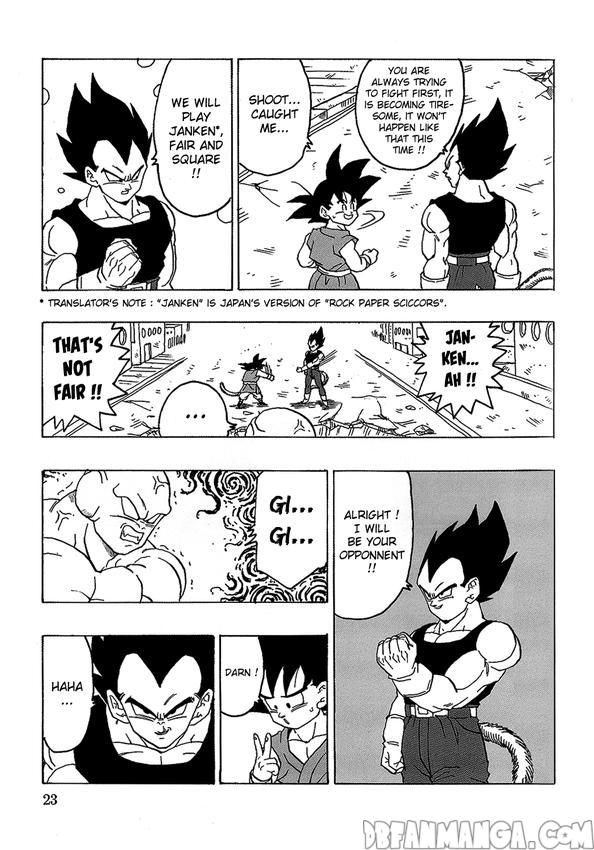 YOU ARE
ALWAYS TRYING
TO FIGHT FIRST, IT
IS BECOMING TIRE-
SOME, IT WON'T
HAPPEN LIKE
THAT THIS
TIME !!
SHOOT...
CAUGHT
ME...
WE WILL
PLAY
JANKEN*,
FAIR AND
SQUARE
!!
* TRANSLATOR'S NOTE : "JANKEN" IS JAPAN'S VERSION OF "ROCK PAPER SCICCORS".
JAN-
KEN...
AH !!
THAT'S
NOT
FAIR !!
...
ALRIGHT !
I WILL
BE YOUR
OPPONNENT
!!
GI...
GI...
DARN !
HAHA
...
23
DBFANMANGA.COM